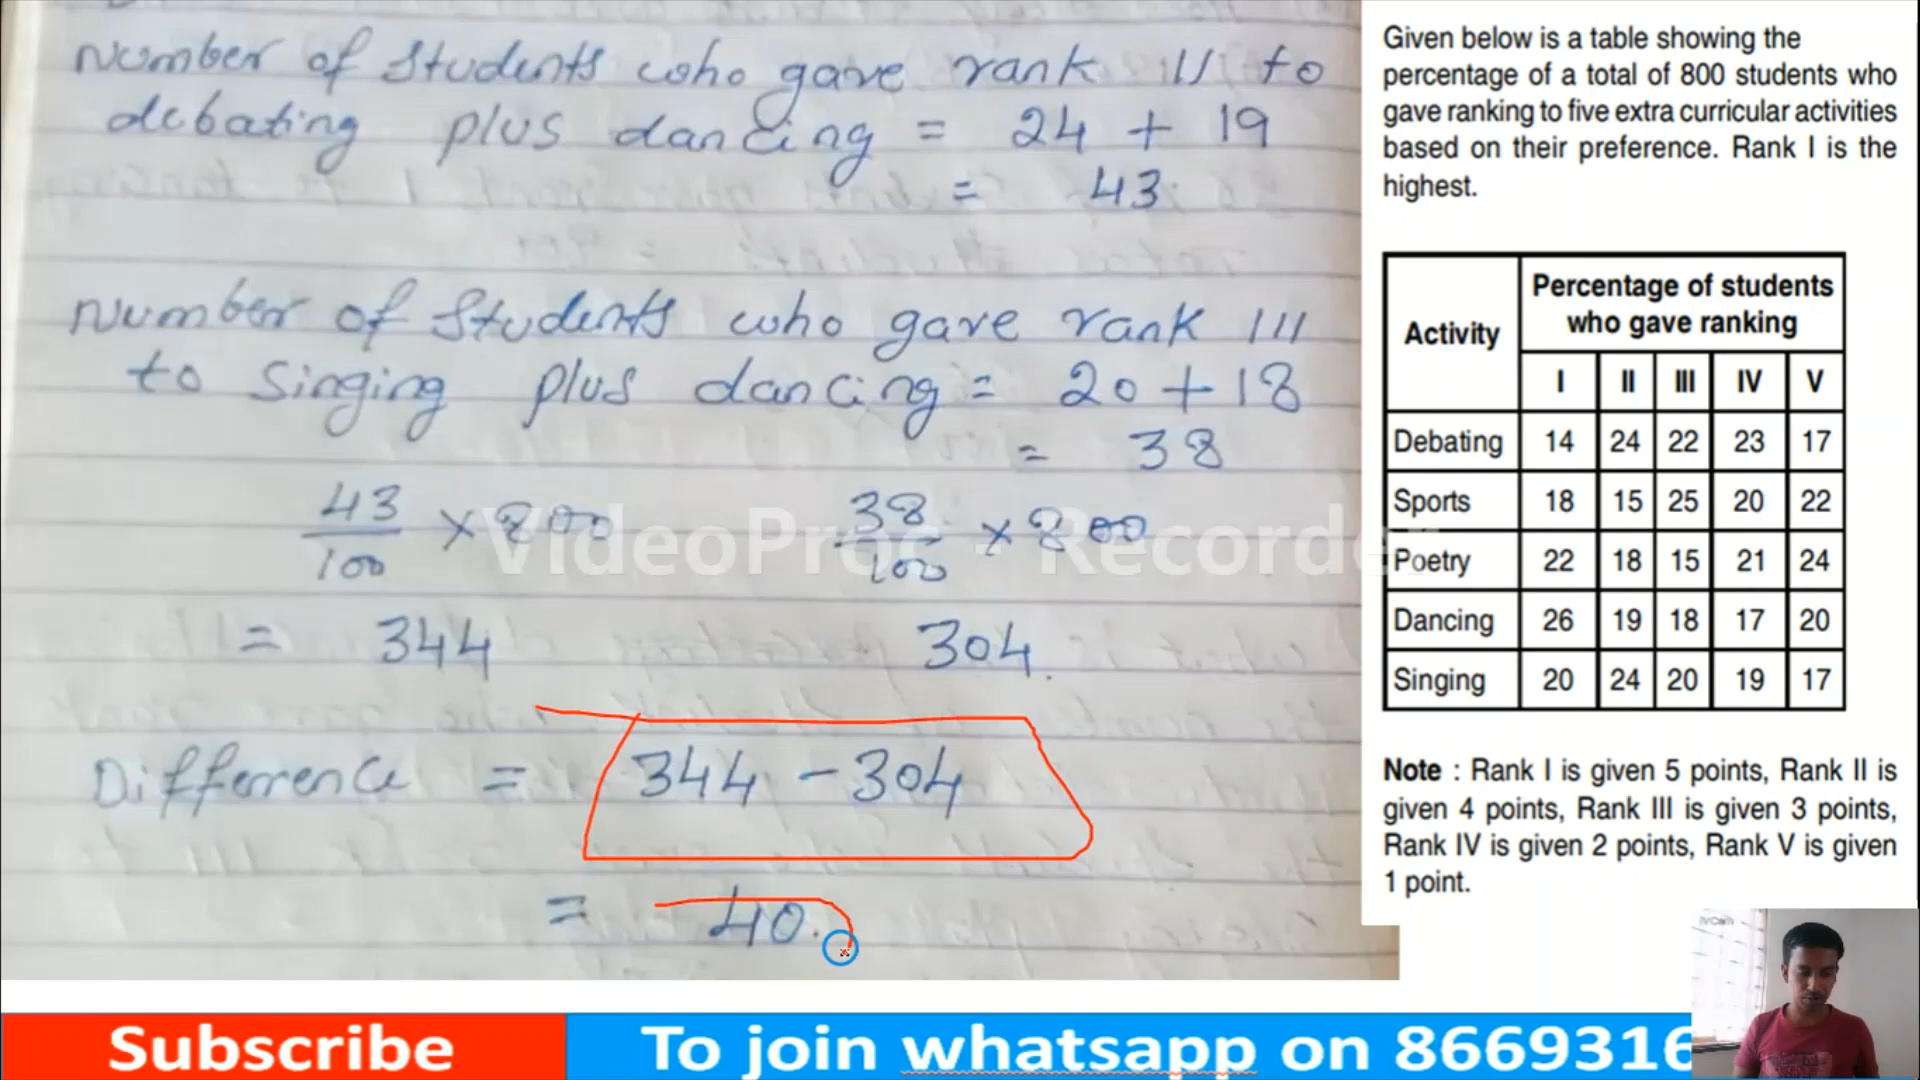 Number of Students who gave rank II to
debating plus dancing = 24 + 19
= 43
Number of Students who gave rank III
to Singing plus dancing = 20 + 18
= 38
43/100 × 800 38/100 × 800
= 344 304
Difference = 344 - 304
= 40.
VideoProc - Recorder
Given below is a table showing the
percentage of a total of 800 students who
gave ranking to five extra curricular activities
based on their preference. Rank I is the
highest.
Activity Percentage of students
who gave ranking
I II III IV V
Debating 14 24 22 23 17
Sports 18 15 25 20 22
Poetry 22 18 15 21 24
Dancing 26 19 18 17 20
Singing 20 24 20 19 17
Note : Rank I is given 5 points, Rank II is
given 4 points, Rank III is given 3 points,
Rank IV is given 2 points, Rank V is given
1 point.
Subscribe To join whatsapp on 8669316